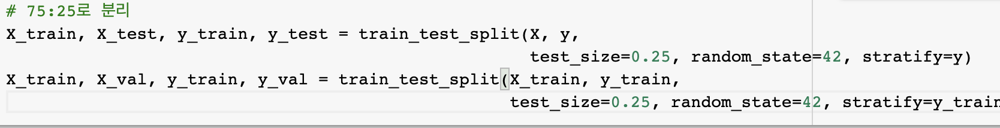 # 75:25로 분리
X_train, X_test, y_train, y_test = train_test_split(X, y,
test_size=0.25, random_state=42, stratify=y)
X_train, X_val, y_train, y_val = train_test_split(X_train, y_train,
test_size=0.25, random_state=42, stratify=y_train